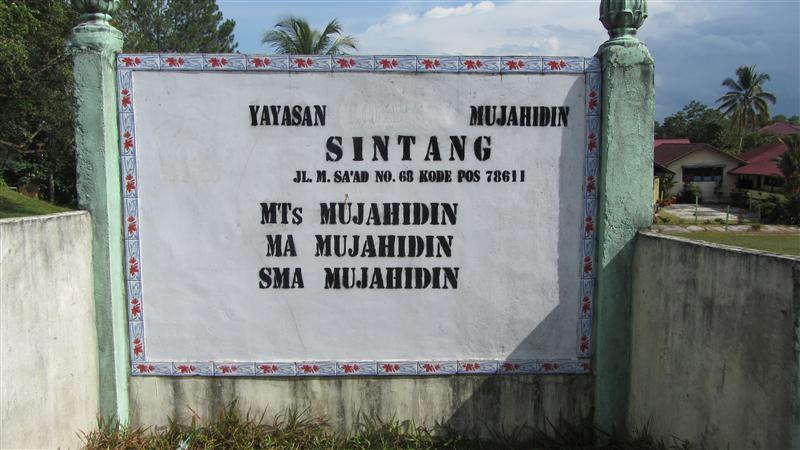 YAYASAN MUJAHIDIN
SINTANG
JL. M. SA'AD NO. 68 KODE POS 78611
MTs MUJAHIDIN
MA MUJAHIDIN
SMA MUJAHIDIN